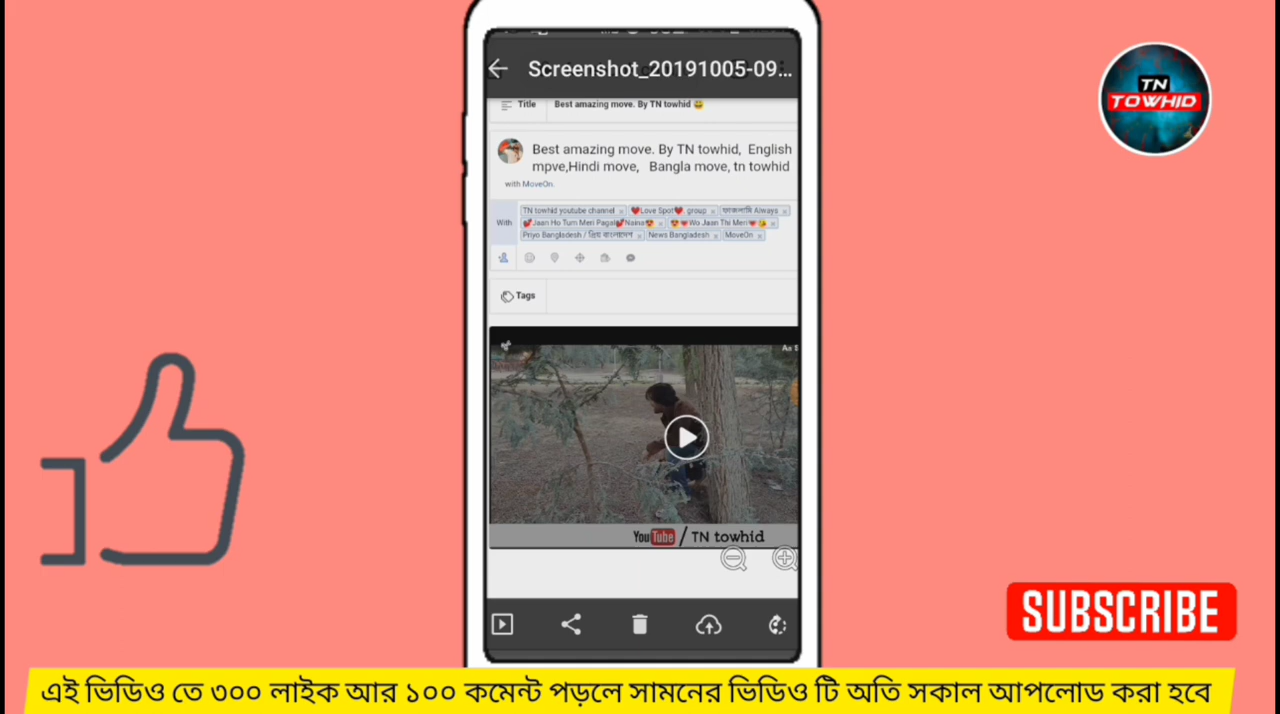 Screenshot_20191005-09...
Title Best amazing move. By TN towhid 😃
Best amazing move. By TN towhid, English
mpve,Hindi move, Bangla move, tn towhid
with MoveOn.
With
TN towhid youtube channel × ❤Love Spot❤ group × ফাজলামি Always ×
💕Jaan Ho Tum Meri Pagal💕Naina😍 × 😍💗Wo Jaan Thi Meri💗😘 ×
Priyo Bangladesh / প্রিয় বাংলাদেশ × News Bangladesh × MoveOn ×
Tags
YouTube / TN towhid
TN
TOWHID
SUBSCRIBE
এই ভিডিও তে ৩০০ লাইক আর ১০০ কমেন্ট পড়লে সামনের ভিডিও টি অতি সকাল আপলোড করা হবে